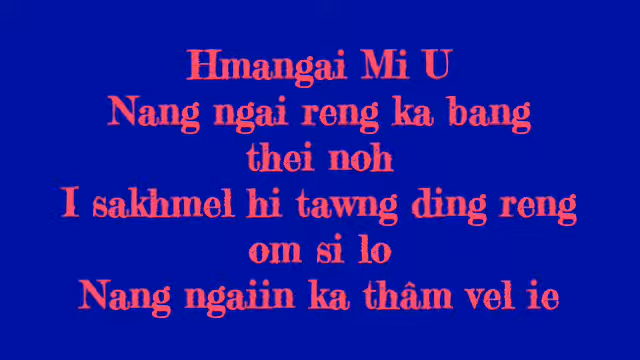 Hmangai Mi U
Nang ngai reng ka bang
thei noh
I sakhmel hi tawng ding reng
om si lo
Nang ngaiin ka thâm vel ie